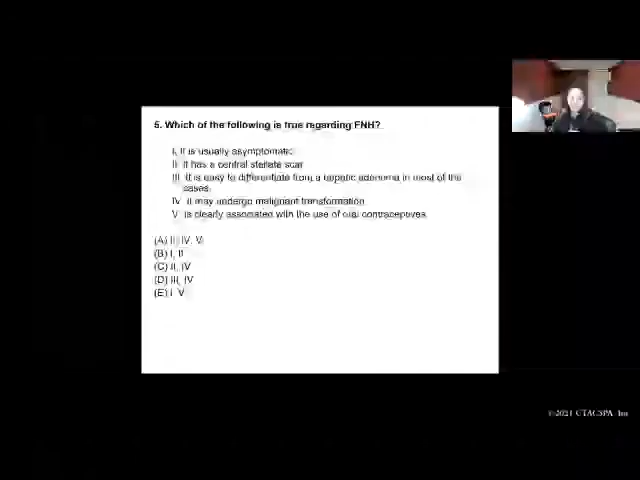 5. Which of the following is true regarding FNH?
I. It is usually asymptomatic
II. It has a central stellate scar
III. It is easy to differentiate from a hepatic adenoma in most of the
cases.
IV. It may undergo malignant transformation
V. is clearly associated with the use of oral contraceptives
(A) II, IV, V
(B) I, II
(C) II, IV
(D) III, IV
(E) I, V
©2021 CTACSPA Inc